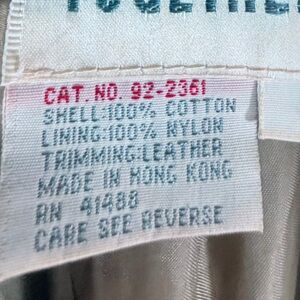 TOGETHE
CAT. NO. 92-2361
SHELL:100% COTTON
LINING:100% NYLON
TRIMMING:LEATHER
MADE IN HONG KONG
RN 41488
CARE SEE REVERSE